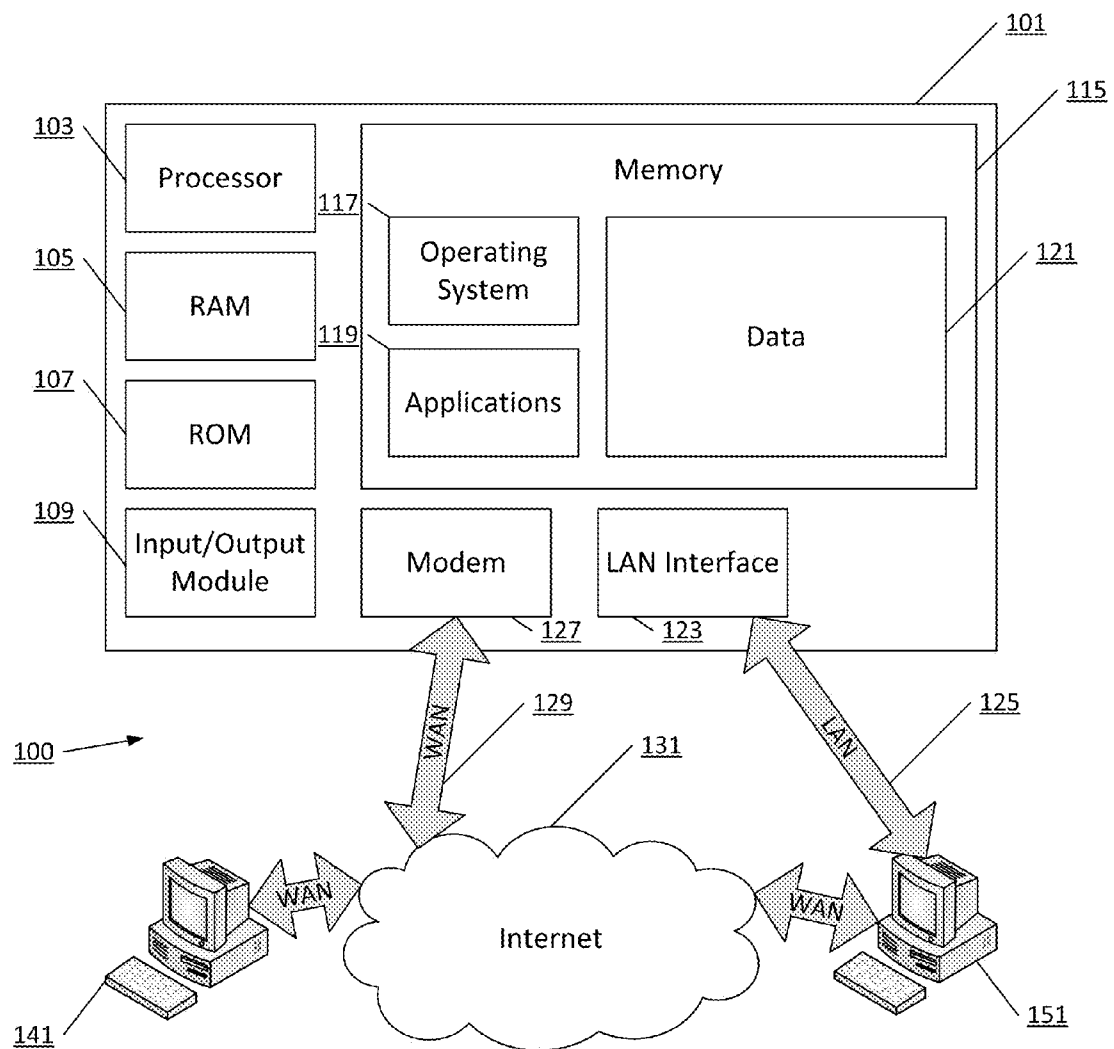 101
115
103
Processor
Memory
117
Operating
System
105
RAM
121
Data
119
Applications
107
ROM
109
Input/Output
Module
Modem
LAN Interface
127
123
WAN
129
LAN
125
100
131
WAN
Internet
WAN
141
151